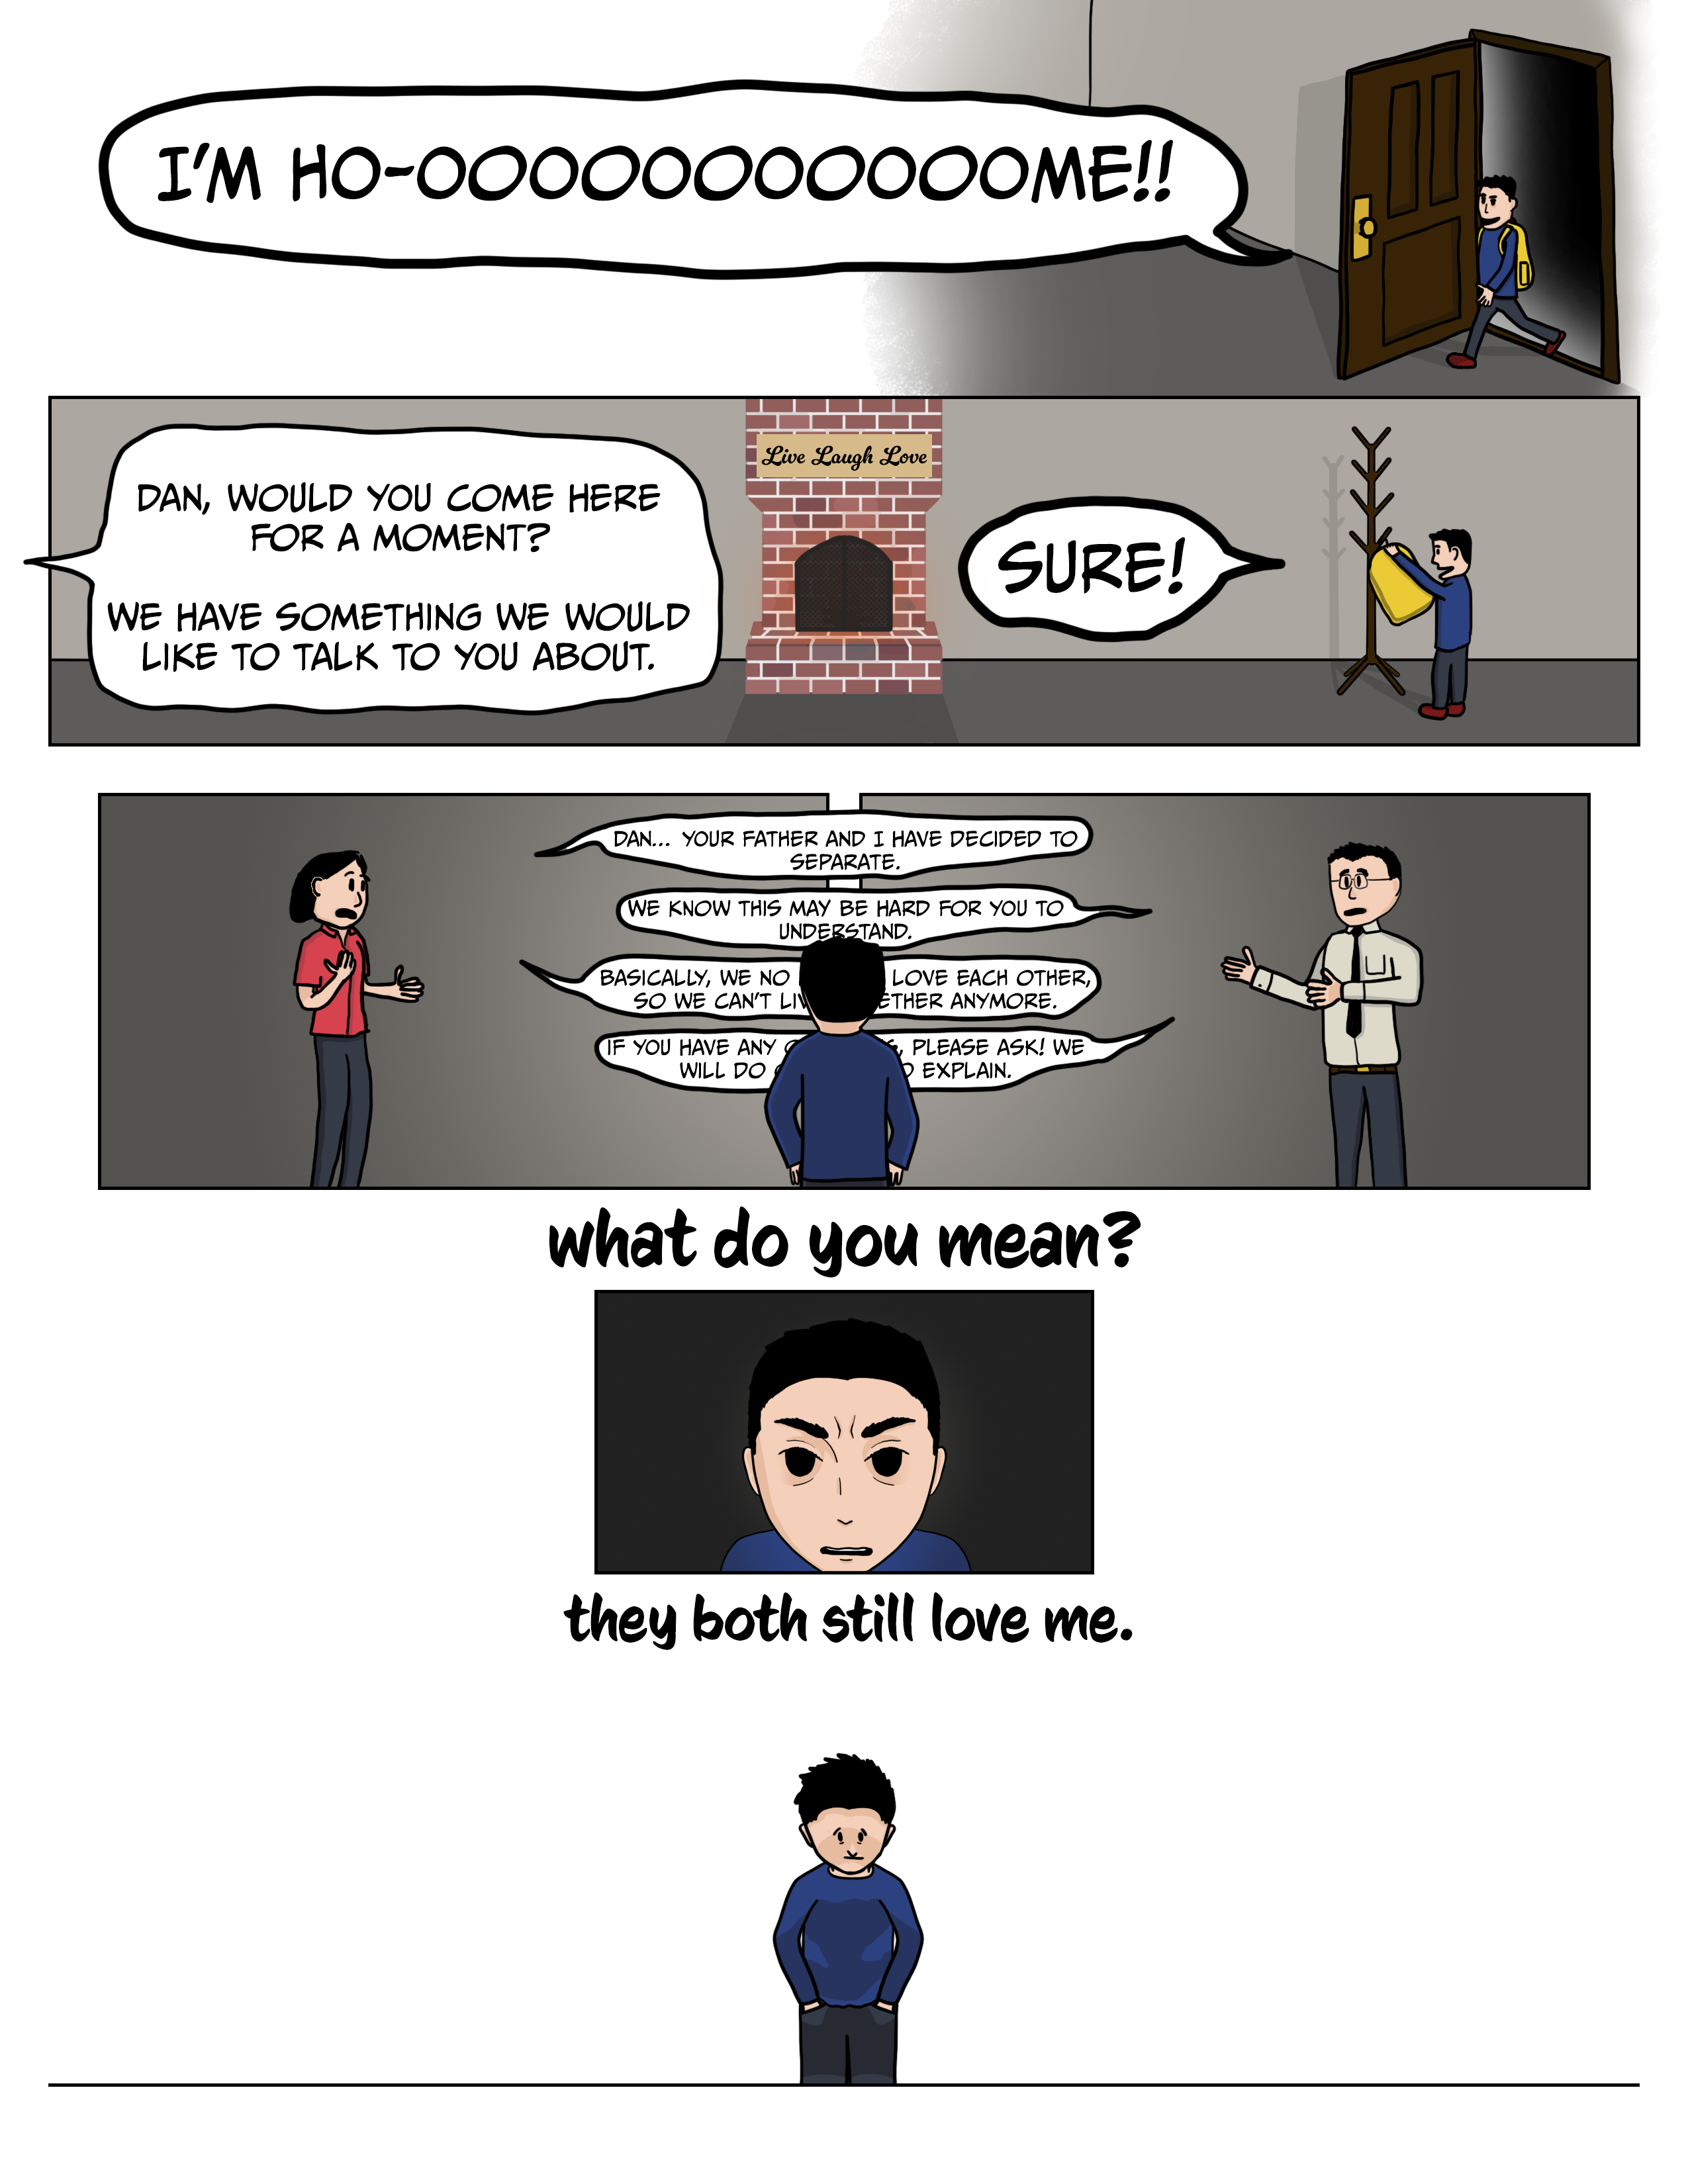 I'M HO-OOOOOOOOOOOOME!!
DAN, WOULD YOU COME HERE
FOR A MOMENT?
WE HAVE SOMETHING WE WOULD
LIKE TO TALK TO YOU ABOUT.
Live Laugh Love
SURE!
DAN... YOUR FATHER AND I HAVE DECIDED TO
SEPARATE.
WE KNOW THIS MAY BE HARD FOR YOU TO
UNDERSTAND.
BASICALLY, WE NO LOVE EACH OTHER,
SO WE CAN'T ANYMORE.
IF YOU HAVE ANY PLEASE ASK! WE
WILL DO EXPLAIN.
what do you mean?
they both still love me.